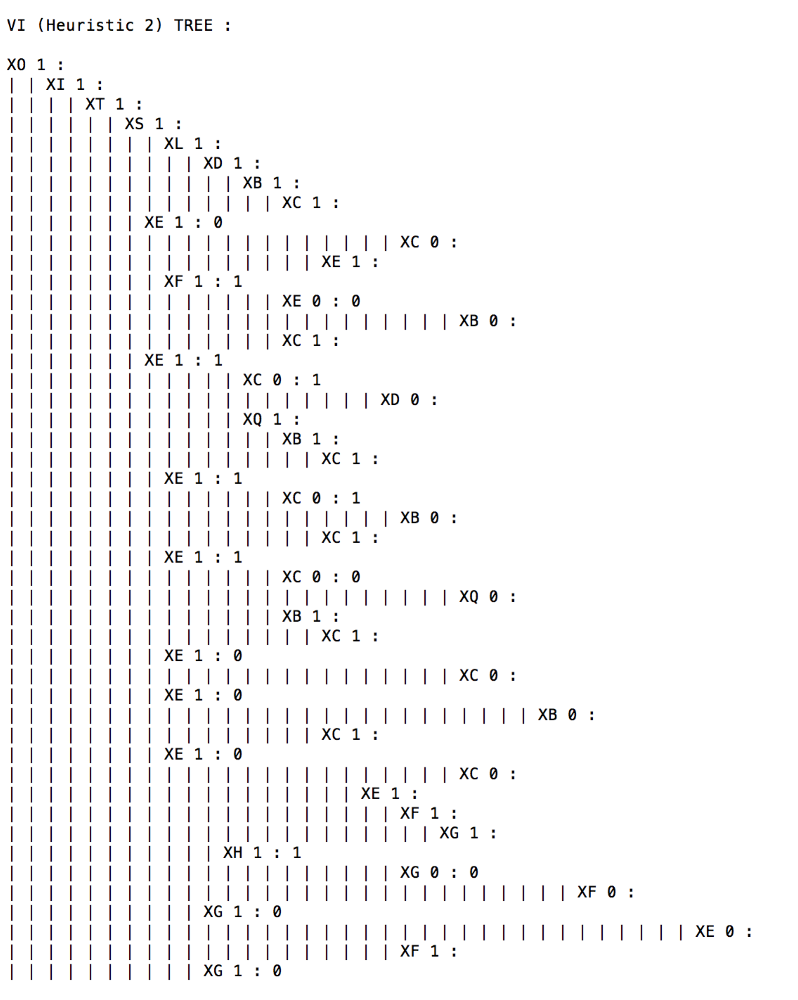 VI (Heuristic 2) TREE :
XO 1 :
| | XI 1 :
| | | | XT 1 :
| | | | | | XS 1 :
| | | | | | | | XL 1 :
| | | | | | | | | | XD 1 :
| | | | | | | | | | | | XB 1 :
| | | | | | | | | | | | | | XC 1 :
| | | | | | | XE 1 : 0
| | | | | | | | | | | | | | | | | | | | XC 0 :
| | | | | | | | | | | | | | | | XE 1 :
| | | | | | | | XF 1 : 1
| | | | | | | | | | | | | | XE 0 : 0
| | | | | | | | | | | | | | | | | | | | | | | XB 0 :
| | | | | | | | | | | | | | XC 1 :
| | | | | | | XE 1 : 1
| | | | | | | | | | | | XC 0 : 1
| | | | | | | | | | | | | | | | | | | XD 0 :
| | | | | | | | | | | | XQ 1 :
| | | | | | | | | | | | | | XB 1 :
| | | | | | | | | | | | | | | | XC 1 :
| | | | | | | | XE 1 : 1
| | | | | | | | | | | | | | XC 0 : 1
| | | | | | | | | | | | | | | | | | | | XB 0 :
| | | | | | | | | | | | | | | | XC 1 :
| | | | | | | | XE 1 : 1
| | | | | | | | | | | | | | XC 0 : 0
| | | | | | | | | | | | | | | | | | | | | | | XQ 0 :
| | | | | | | | | | | | | | XB 1 :
| | | | | | | | | | | | | | | | XC 1 :
| | | | | | | | XE 1 : 0
| | | | | | | | | | | | | | | | | | | | | | | XC 0 :
| | | | | | | | XE 1 : 0
| | | | | | | | | | | | | | | | | | | | | | | | | | | XB 0 :
| | | | | | | | | | | | | | | | XC 1 :
| | | | | | | | XE 1 : 0
| | | | | | | | | | | | | | | | | | | | | | | XC 0 :
| | | | | | | | | | | | | | | | | | XE 1 :
| | | | | | | | | | | | | | | | | | | | XF 1 :
| | | | | | | | | | | | | | | | | | | | | | XG 1 :
| | | | | | | | | | | XH 1 : 1
| | | | | | | | | | | | | | | | | | | | XG 0 : 0
| | | | | | | | | | | | | | | | | | | | | | | | | | | | | XF 0 :
| | | | | | | | | | XG 1 : 0
| | | | | | | | | | | | | | | | | | | | | | | | | | | | | | | | | | | XE 0 :
| | | | | | | | | | | | | | | | | | | | XF 1 :
| | | | | | | | | | XG 1 : 0